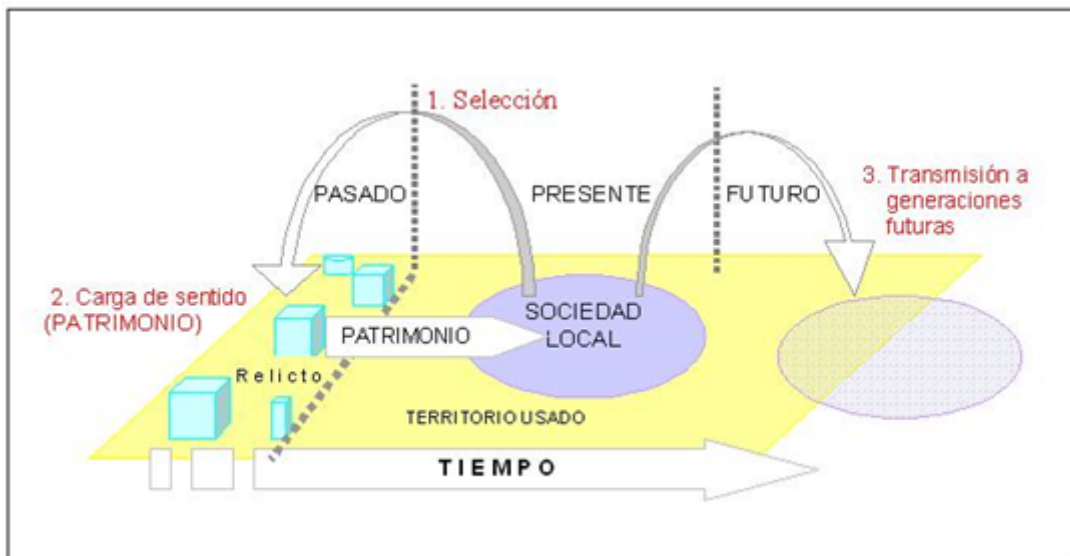 1. Selección
PASADO
PRESENTE
FUTURO
3. Transmisión a
generaciones
futuras
2. Carga de sentido
(PATRIMONIO)
SOCIEDAD
LOCAL
PATRIMONIO
Relicto
TERRITORIO USADO
TIEMPO